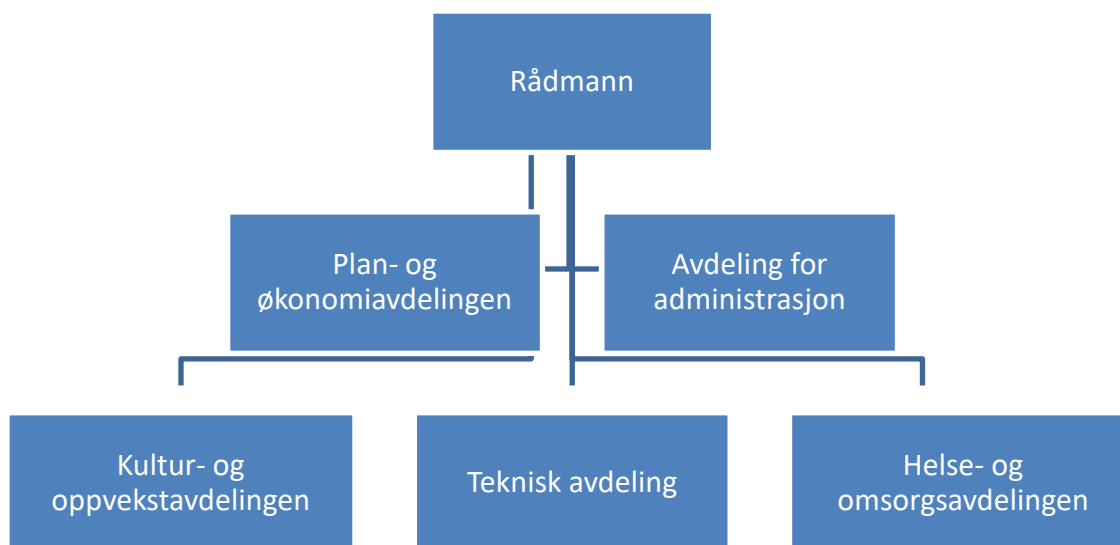 Rådmann
Plan- og
økonomiavdelingen
Avdeling for
administrasjon
Kultur- og
oppvekstavdelingen
Teknisk avdeling
Helse- og
omsorgsavdelingen